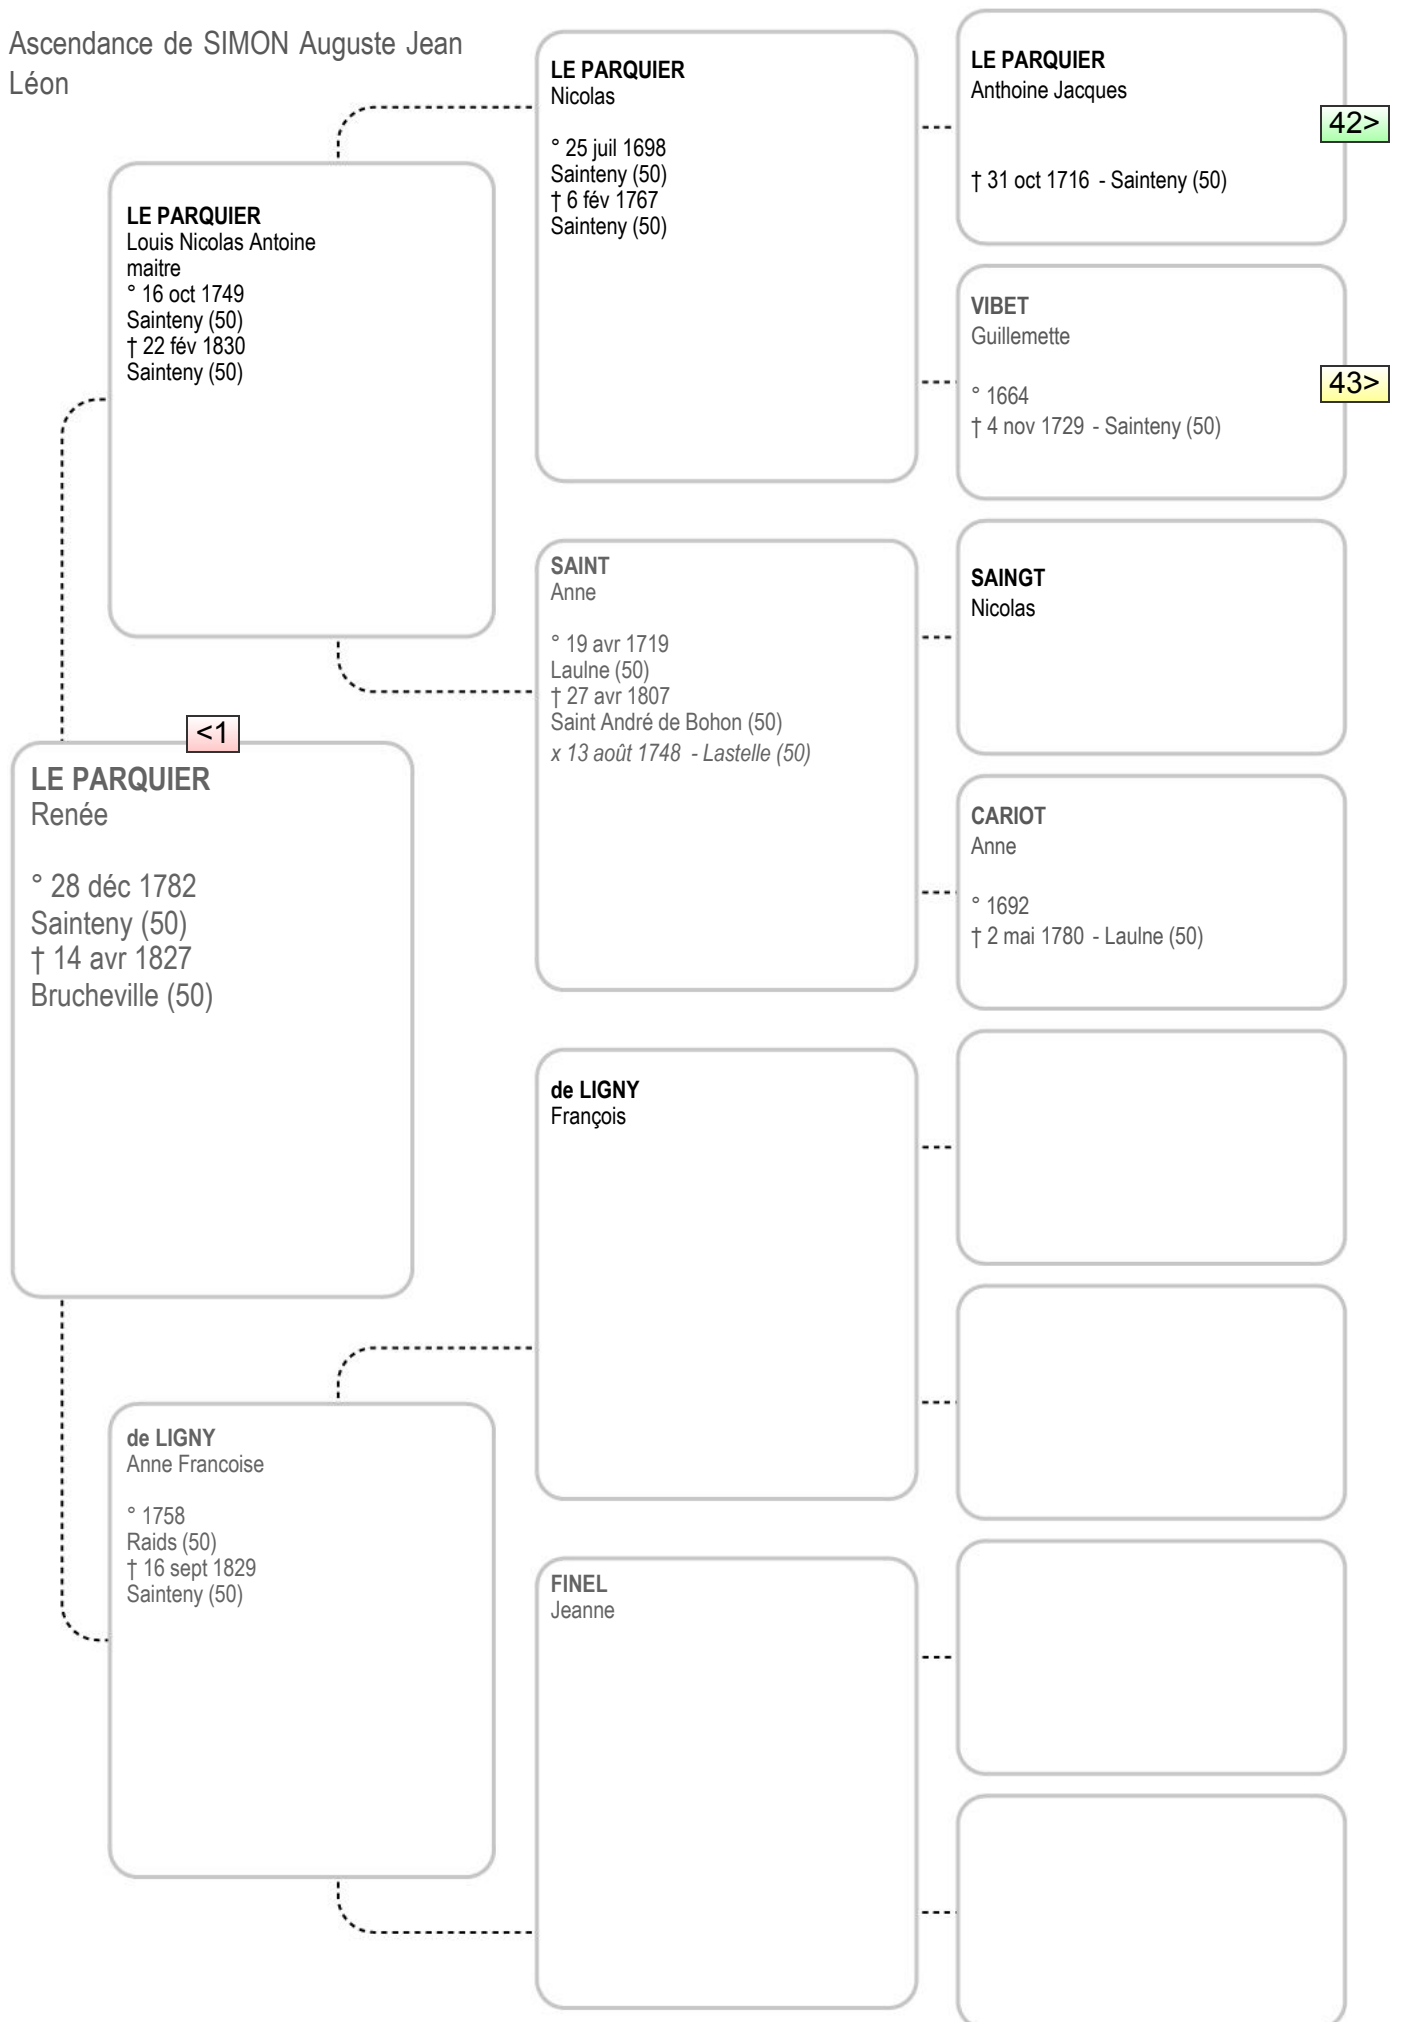 Ascendance de SIMON Auguste Jean
Léon
<1
LE PARQUIER
Renée
° 28 déc 1782
Sainteny (50)
† 14 avr 1827
Brucheville (50)
LE PARQUIER
Louis Nicolas Antoine
maitre
° 16 oct 1749
Sainteny (50)
† 22 fév 1830
Sainteny (50)
de LIGNY
Anne Francoise
° 1758
Raids (50)
† 16 sept 1829
Sainteny (50)
LE PARQUIER
Nicolas
° 25 juil 1698
Sainteny (50)
† 6 fév 1767
Sainteny (50)
SAINT
Anne
° 19 avr 1719
Laulne (50)
† 27 avr 1807
Saint André de Bohon (50)
x 13 août 1748 - Lastelle (50)
de LIGNY
François
FINEL
Jeanne
LE PARQUIER
Anthoine Jacques
† 31 oct 1716 - Sainteny (50)
42>
VIBET
Guillemette
° 1664
† 4 nov 1729 - Sainteny (50)
43>
SAINGT
Nicolas
CARIOT
Anne
° 1692
† 2 mai 1780 - Laulne (50)